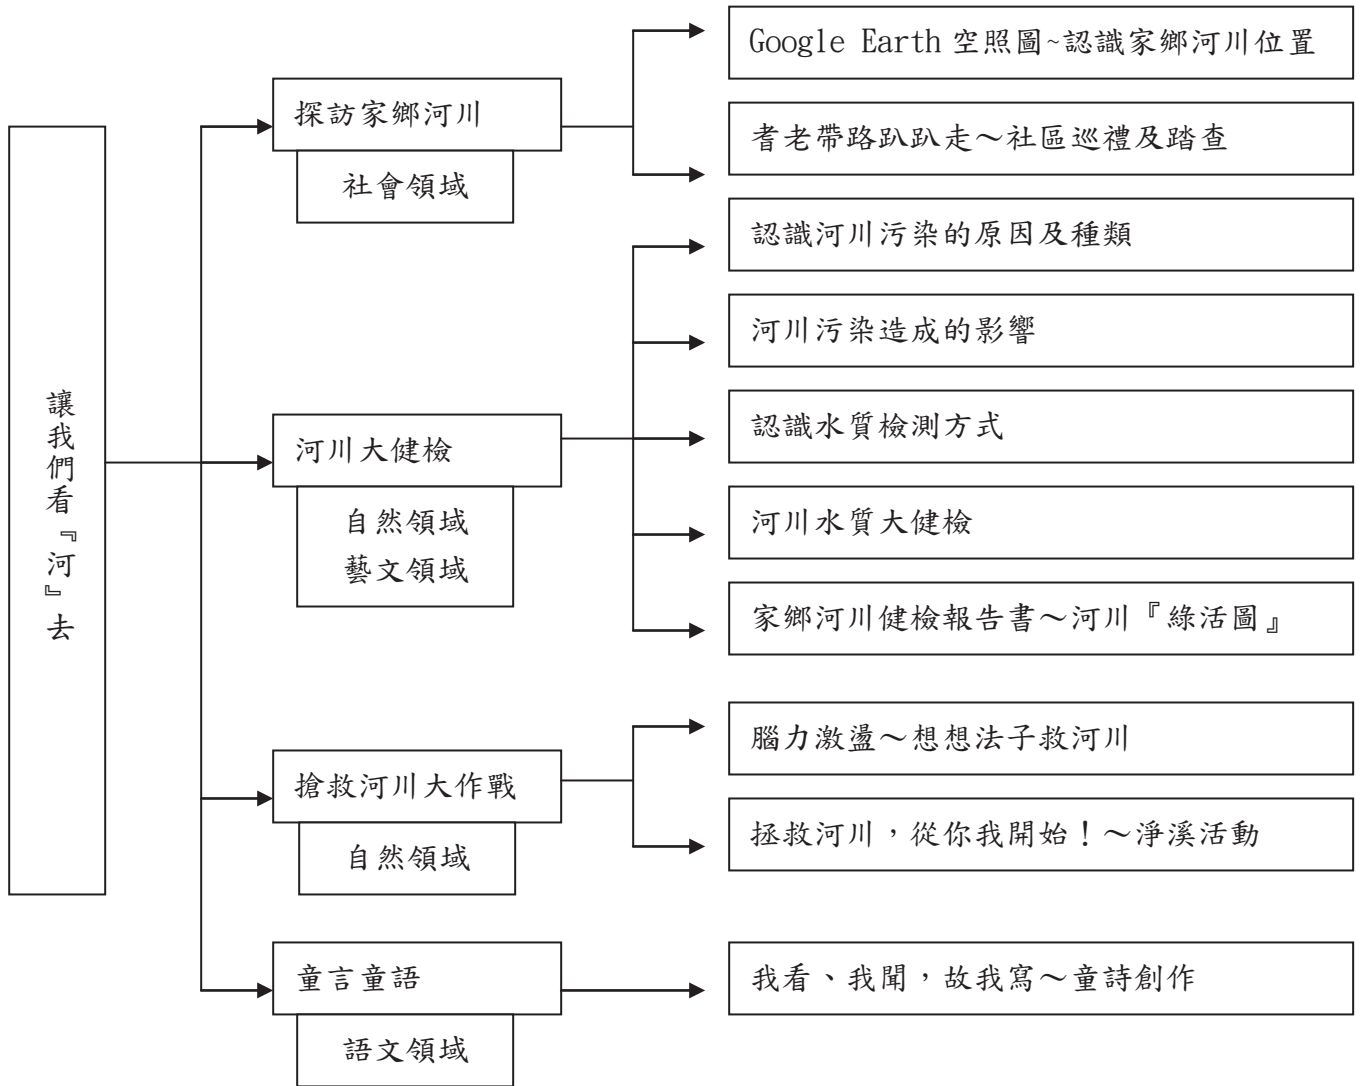 讓我們看『河』去
探訪家鄉河川
社會領域
Google Earth 空照圖~認識家鄉河川位置
耆老帶路趴趴走～社區巡禮及踏查
河川大健檢
自然領域
藝文領域
認識河川污染的原因及種類
河川污染造成的影響
認識水質檢測方式
河川水質大健檢
家鄉河川健檢報告書～河川『綠活圖』
搶救河川大作戰
自然領域
腦力激盪～想想法子救河川
拯救河川，從你我開始！～淨溪活動
童言童語
語文領域
我看、我聞，故我寫～童詩創作